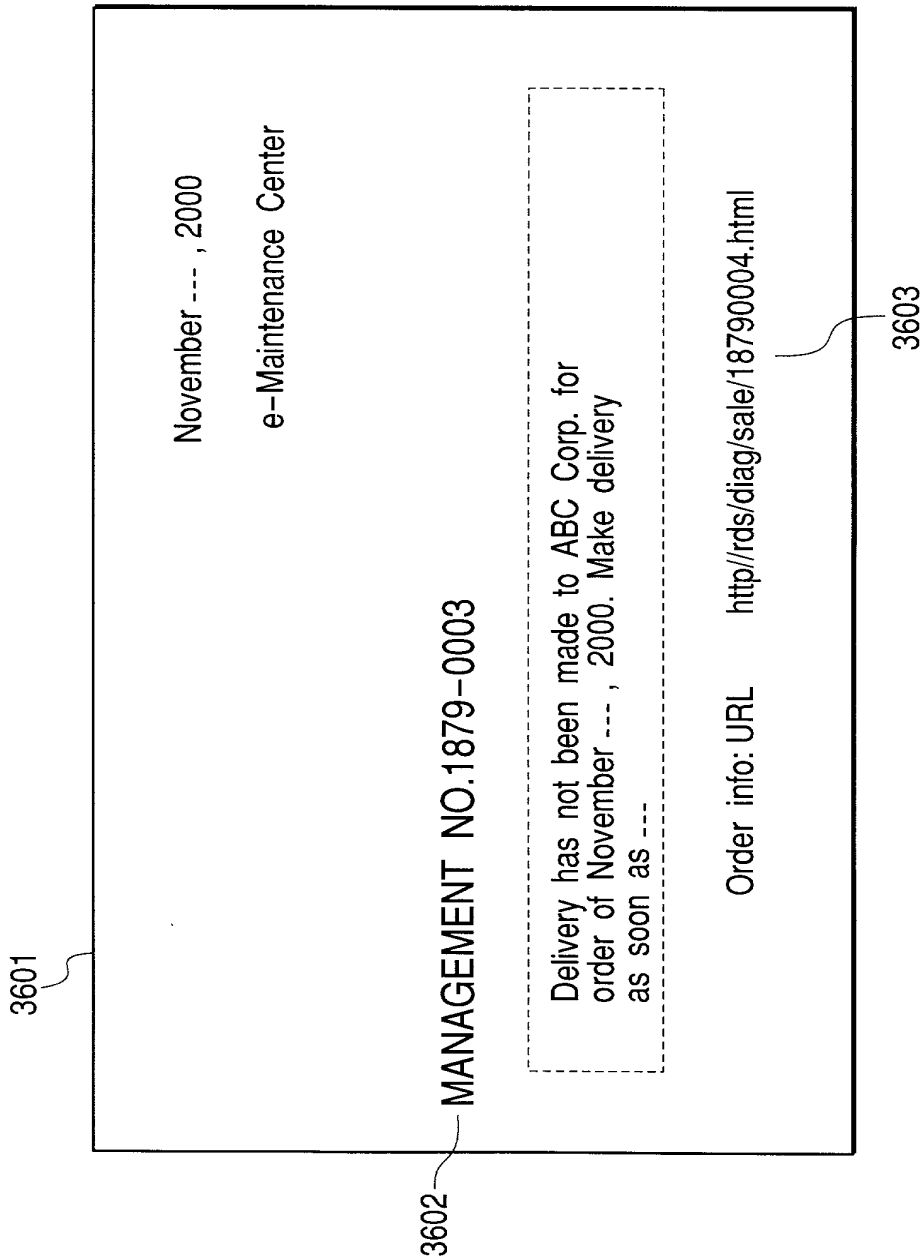 3601
November --- , 2000
e-Maintenance Center
3602
MANAGEMENT NO.1879-0003
Delivery has not been made to ABC Corp. for
order of November --- , 2000. Make delivery
as soon as ---
Order info: URL http//rds/diag/sale/18790004.html
3603